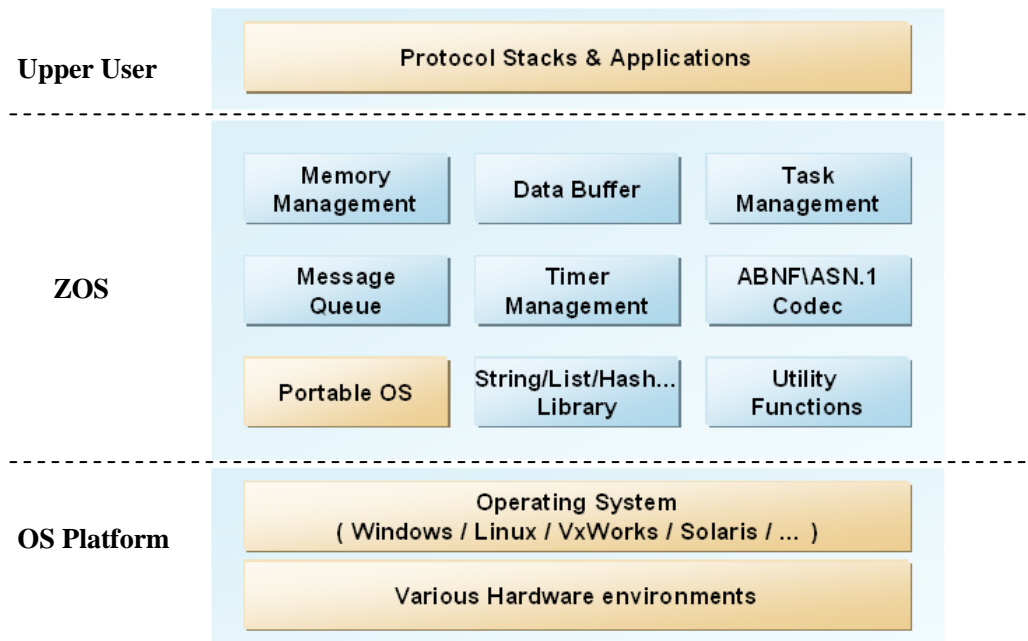 Upper User
Protocol Stacks & Applications
ZOS
Memory
Management
Data Buffer
Task
Management
Message
Queue
Timer
Management
ABNF\ASN.1
Codec
Portable OS
String/List/Hash...
Library
Utility
Functions
OS Platform
Operating System
( Windows / Linux / VxWorks / Solaris / ... )
Various Hardware environments